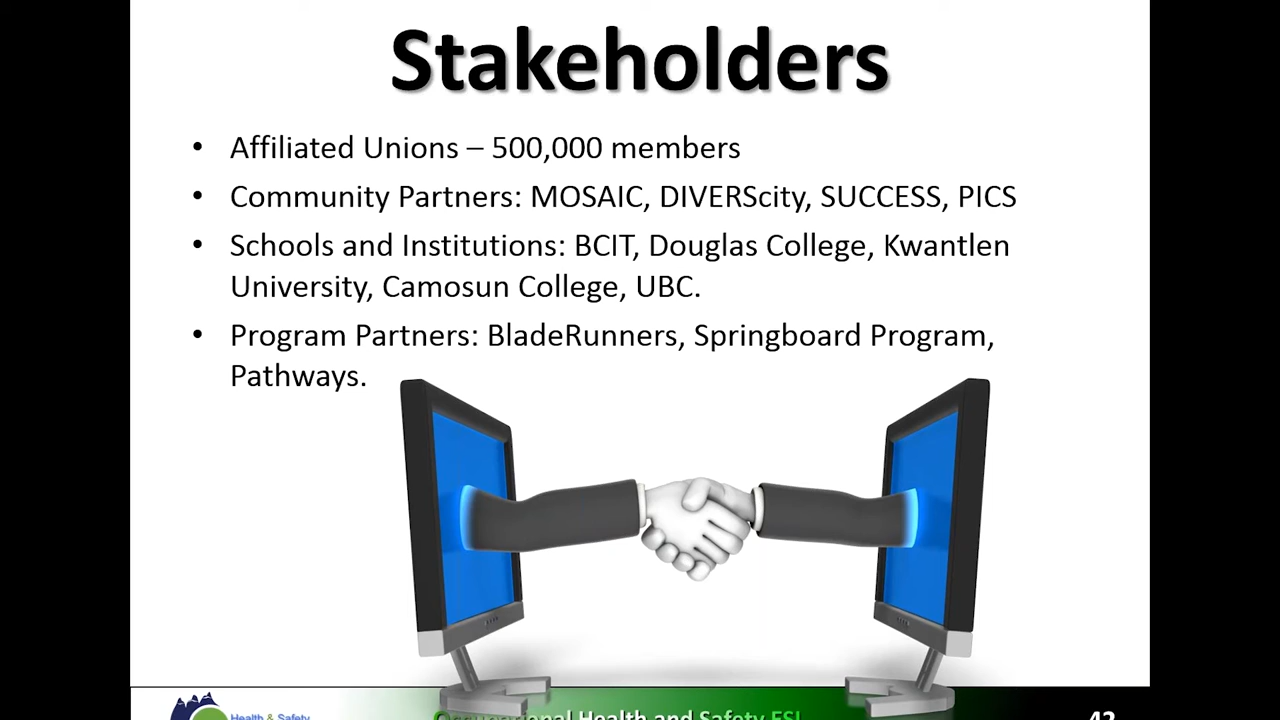 Stakeholders
• Affiliated Unions – 500,000 members
• Community Partners: MOSAIC, DIVERScity, SUCCESS, PICS
• Schools and Institutions: BCIT, Douglas College, Kwantlen
University, Camosun College, UBC.
• Program Partners: BladeRunners, Springboard Program,
Pathways.
Health & Safety
Occupational Health and Safety ESL
42